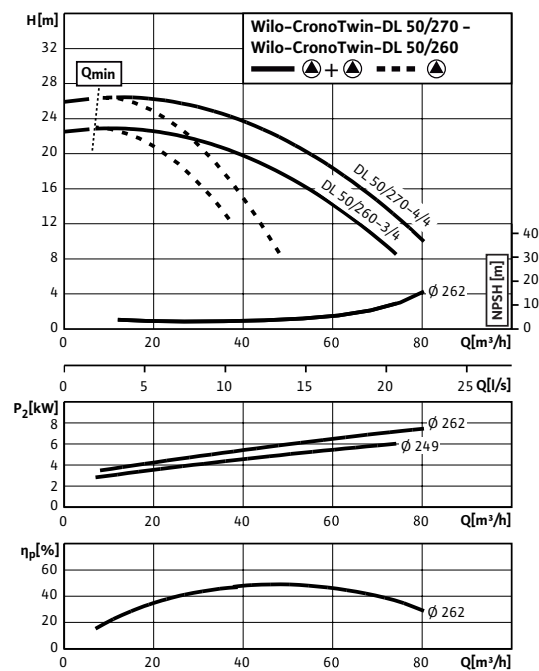 H[m]
Wilo-CronoTwin-DL 50/270 –
Wilo-CronoTwin-DL 50/260
+
36
32
28
24
20
16
12
8
4
0
Qmin
DL 50/270-4/4
DL 50/260-3/4
40
30
20
10
0
NPSH [m]
Ø 262
0 20 40 60 80 Q[m³/h]
0 5 10 15 20 25 Q[l/s]
P₂[kW]
8
6
4
2
0
Ø 262
Ø 249
0 20 40 60 80 Q[m³/h]
ηp[%]
60
40
20
0
Ø 262
0 20 40 60 80 Q[m³/h]